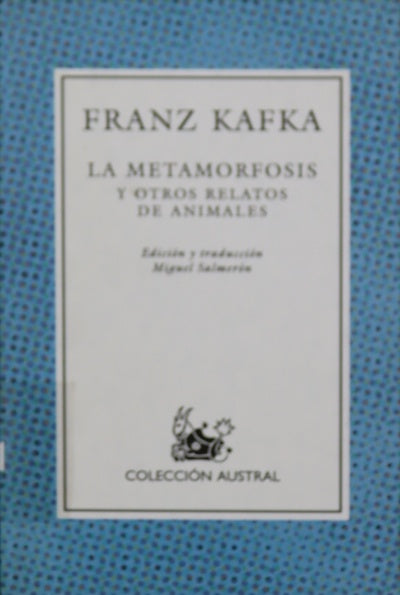 FRANZ KAFKA
LA METAMORFOSIS
Y OTROS RELATOS
DE ANIMALES
Edición y traducción
Miguel Salmerón
COLECCIÓN AUSTRAL